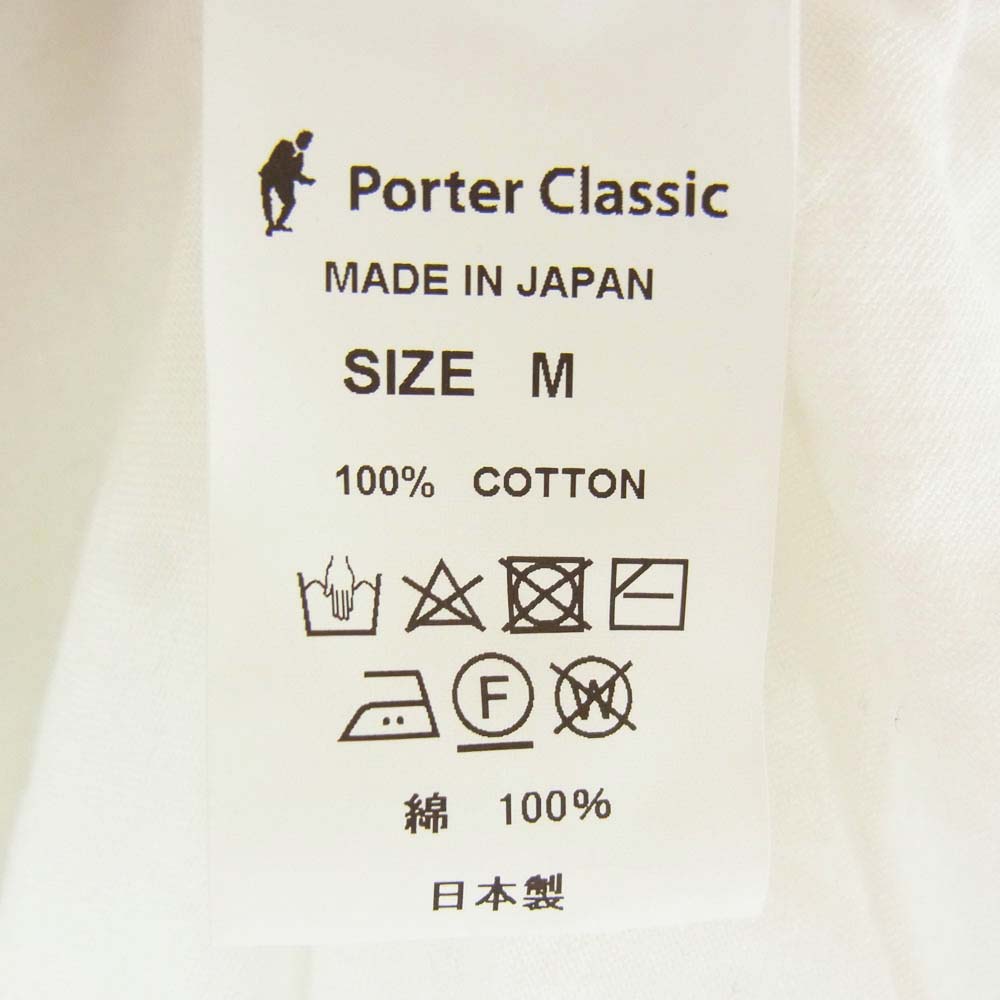 Porter Classic
MADE IN JAPAN
SIZE M
100% COTTON
F W
綿 100%
日本製